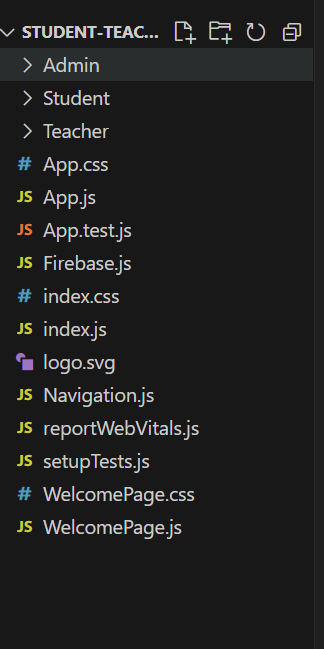 STUDENT-TEAC...
Admin
Student
Teacher
# App.css
JS App.js
JS App.test.js
JS Firebase.js
# index.css
JS index.js
logo.svg
JS Navigation.js
JS reportWebVitals.js
JS setupTests.js
# WelcomePage.css
JS WelcomePage.js